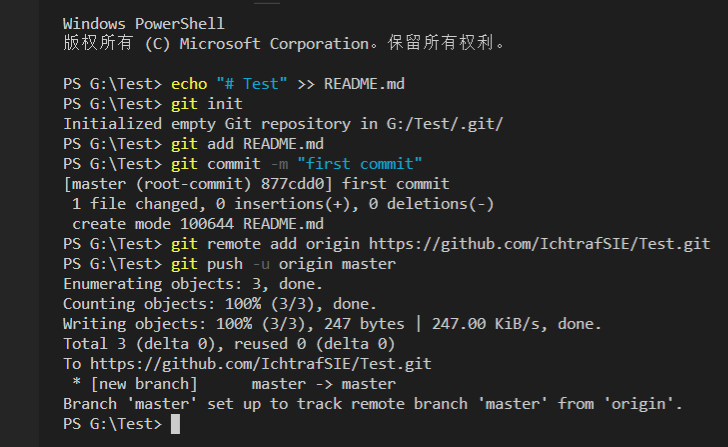 Windows PowerShell
版权所有 (C) Microsoft Corporation。保留所有权利。
PS G:\Test> echo "# Test" >> README.md
PS G:\Test> git init
Initialized empty Git repository in G:/Test/.git/
PS G:\Test> git add README.md
PS G:\Test> git commit -m "first commit"
[master (root-commit) 877cdd0] first commit
 1 file changed, 0 insertions(+), 0 deletions(-)
 create mode 100644 README.md
PS G:\Test> git remote add origin https://github.com/IchtrafSIE/Test.git
PS G:\Test> git push -u origin master
Enumerating objects: 3, done.
Counting objects: 100% (3/3), done.
Writing objects: 100% (3/3), 247 bytes | 247.00 KiB/s, done.
Total 3 (delta 0), reused 0 (delta 0)
To https://github.com/IchtrafSIE/Test.git
 * [new branch]      master -> master
Branch 'master' set up to track remote branch 'master' from 'origin'.
PS G:\Test>